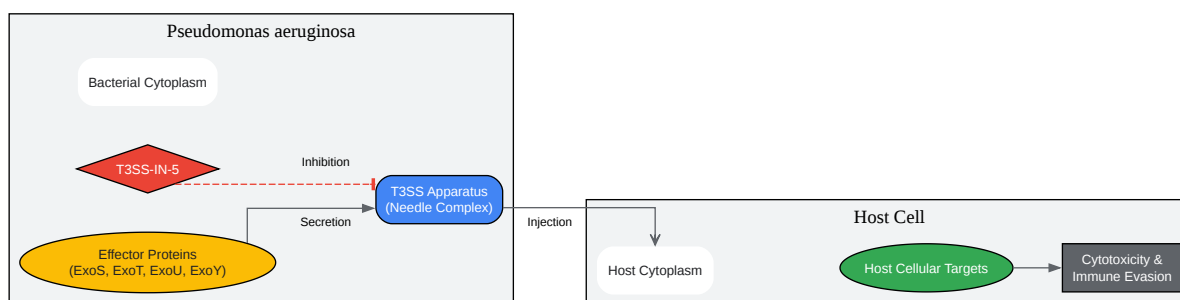 Pseudomonas aeruginosa
Bacterial Cytoplasm
T3SS-IN-5
Inhibition
T3SS Apparatus
(Needle Complex)
Secretion
Effector Proteins
(ExoS, ExoT, ExoU, ExoY)
Injection
Host Cell
Host Cytoplasm
Host Cellular Targets
Cytotoxicity &
Immune Evasion